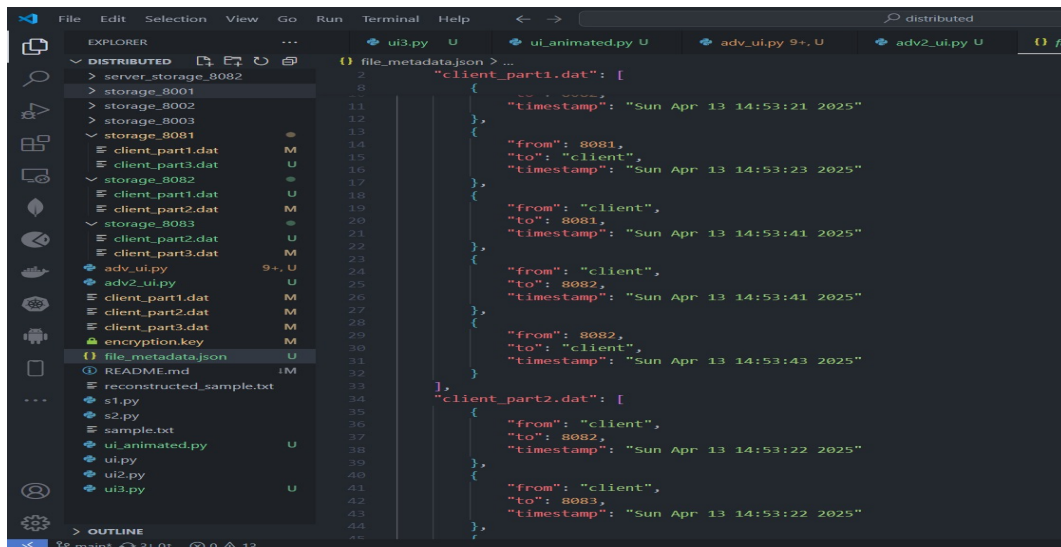 File Edit Selection View Go Run Terminal Help distributed
EXPLORER
ui3.py U ui_animated.py U adv_ui.py 9+, U adv2_ui.py U
DISTRIBUTED
server_storage_8082
storage_8001
storage_8002
storage_8003
storage_8081
client_part1.dat M
client_part3.dat U
storage_8082
client_part1.dat U
client_part2.dat M
storage_8083
client_part2.dat U
client_part3.dat M
adv_ui.py 9+, U
adv2_ui.py U
client_part1.dat M
client_part2.dat M
client_part3.dat M
encryption.key M
{} file_metadata.json U
README.md ↓M
reconstructed_sample.txt
s1.py
s2.py
sample.txt
ui_animated.py U
ui.py
ui2.py
ui3.py U
OUTLINE
{} file_metadata.json > ...
2 "client_part1.dat": [
8 {
11 "timestamp": "Sun Apr 13 14:53:21 2025"
12 },
13 {
14 "from": 8081,
15 "to": "client",
16 "timestamp": "Sun Apr 13 14:53:23 2025"
17 },
18 {
19 "from": "client",
20 "to": 8081,
21 "timestamp": "Sun Apr 13 14:53:41 2025"
22 },
23 {
24 "from": "client",
25 "to": 8082,
26 "timestamp": "Sun Apr 13 14:53:41 2025"
27 },
28 {
29 "from": 8082,
30 "to": "client",
31 "timestamp": "Sun Apr 13 14:53:43 2025"
32 }
33 ],
34 "client_part2.dat": [
35 {
36 "from": "client",
37 "to": 8082,
38 "timestamp": "Sun Apr 13 14:53:22 2025"
39 },
40 {
41 "from": "client",
42 "to": 8083,
43 "timestamp": "Sun Apr 13 14:53:22 2025"
44 },
45 {